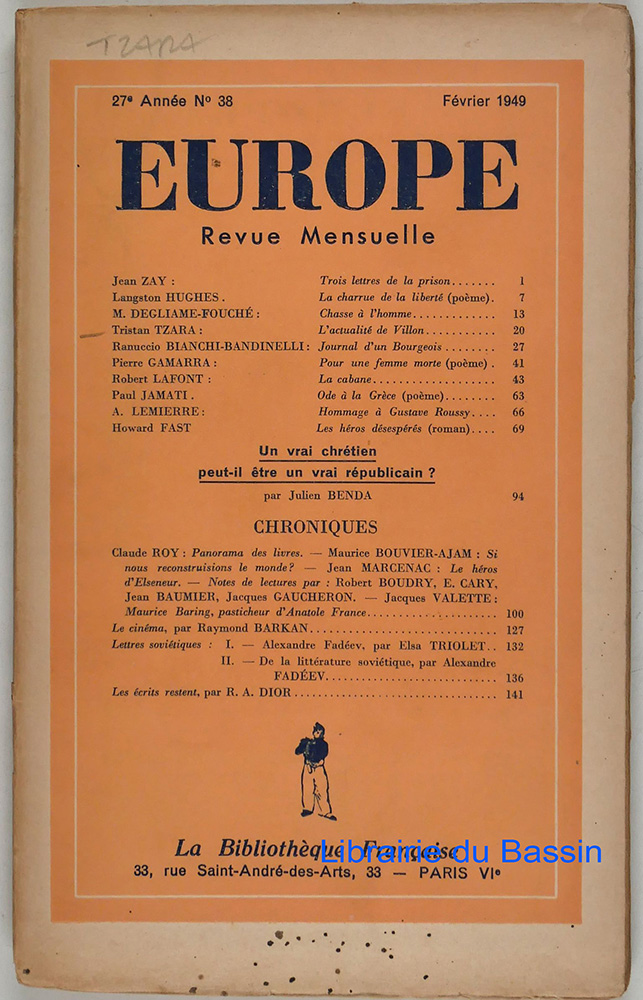 TZARA
27e Année No 38 Février 1949
EUROPE
Revue Mensuelle
Jean ZAY : Trois lettres de la prison....... 1
Langston HUGHES . La charrue de la liberté (poème). 7
M. DEGLIAME-FOUCHÉ : Chasse à l'homme............. 13
Tristan TZARA : L'actualité de Villon........... 20
Ranuccio BIANCHI-BANDINELLI : Journal d'un Bourgeois ........ 27
Pierre GAMARRA : Pour une femme morte (poème) . 41
Robert LAFONT : La cabane................... 43
Paul JAMATI . Ode à la Grèce (poème)........ 63
A. LEMIERRE : Hommage à Gustave Roussy.... 66
Howard FAST Les héros désespérés (roman).... 69
Un vrai chrétien
peut-il être un vrai républicain ?
par Julien BENDA 94
CHRONIQUES
Claude ROY : Panorama des livres. — Maurice BOUVIER-AJAM : Si
nous reconstruisions le monde ? — Jean MARCENAC : Le héros
d'Elseneur. — Notes de lectures par : Robert BOUDRY, E. CARY,
Jean BAUMIER, Jacques GAUCHERON. — Jacques VALETTE :
Maurice Baring, pasticheur d'Anatole France.................... 100
Le cinéma, par Raymond BARKAN............................. 127
Lettres soviétiques : I. — Alexandre Fadéev, par Elsa TRIOLET.. 132
II. — De la littérature soviétique, par Alexandre
FADÉEV......................... 136
Les écrits restent, par R. A. DIOR .............................. 141
La Bibliothèque Française
Librairie du Bassin
33, rue Saint-André-des-Arts, 33 — PARIS VIe